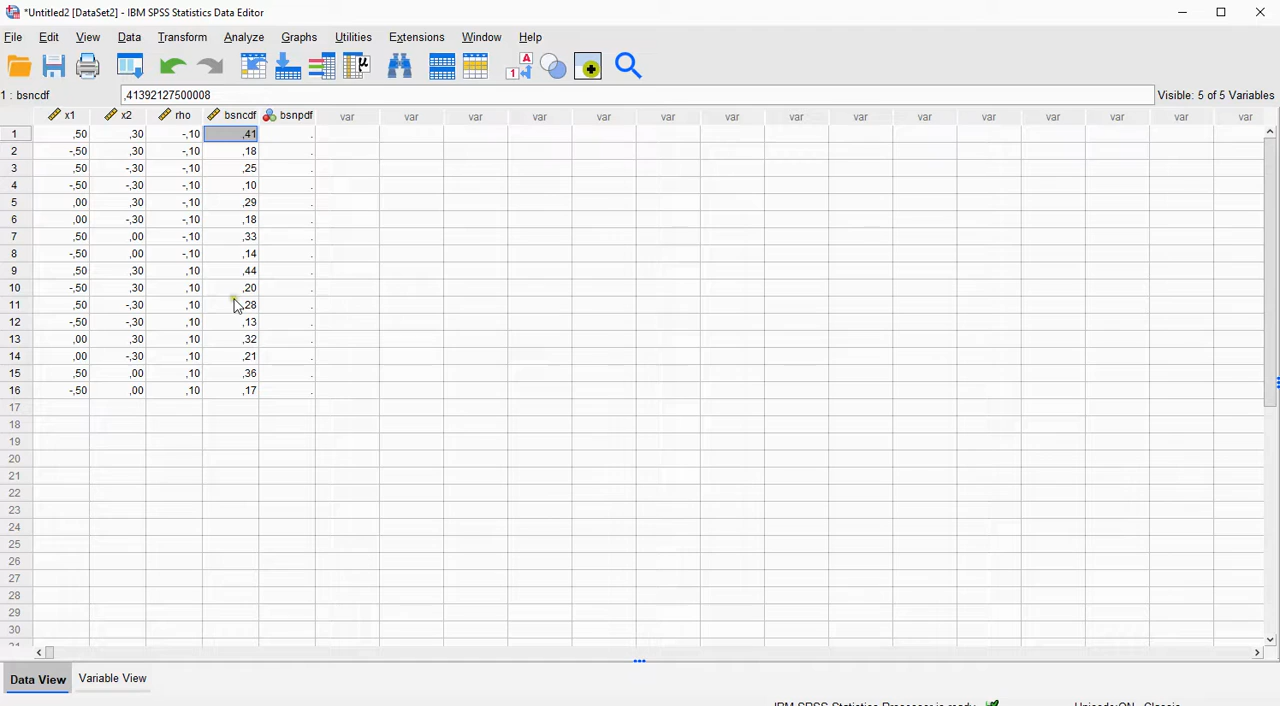 *Untitled2 [DataSet2] - IBM SPSS Statistics Data Editor
File Edit View Data Transform Analyze Graphs Utilities Extensions Window Help
1 : bsncdf ,41392127500008 Visible: 5 of 5 Variables
x1 x2 rho bsncdf bsnpdf var var var var var var var var var var var var var var var
1 ,50 ,30 -,10 ,41 .
2 -,50 ,30 -,10 ,18 .
3 ,50 -,30 -,10 ,25 .
4 -,50 -,30 -,10 ,10 .
5 ,00 ,30 -,10 ,29 .
6 ,00 -,30 -,10 ,18 .
7 ,50 ,00 -,10 ,33 .
8 -,50 ,00 -,10 ,14 .
9 ,50 ,30 ,10 ,44 .
10 -,50 ,30 ,10 ,20 .
11 ,50 -,30 ,10 ,28 .
12 -,50 -,30 ,10 ,13 .
13 ,00 ,30 ,10 ,32 .
14 ,00 -,30 ,10 ,21 .
15 ,50 ,00 ,10 ,36 .
16 -,50 ,00 ,10 ,17 .
17
18
19
20
21
22
23
24
25
26
27
28
29
30
Data View Variable View
IBM SPSS Statistics Processor is ready Unicode:ON Classic